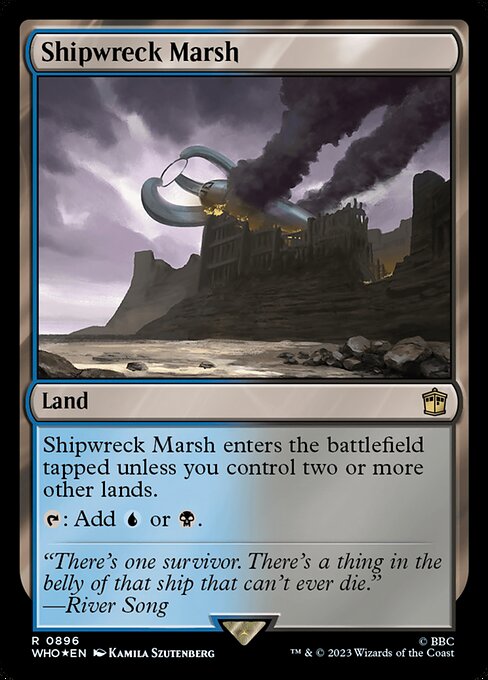 Shipwreck Marsh
Land
Shipwreck Marsh enters the battlefield
tapped unless you control two or more
other lands.
: Add or .
“There’s one survivor. There’s a thing in the
belly of that ship that can’t ever die.”
—River Song
R 0896
WHO★EN Kamila Szutenberg
© BBC
™ & © 2023 Wizards of the Coast